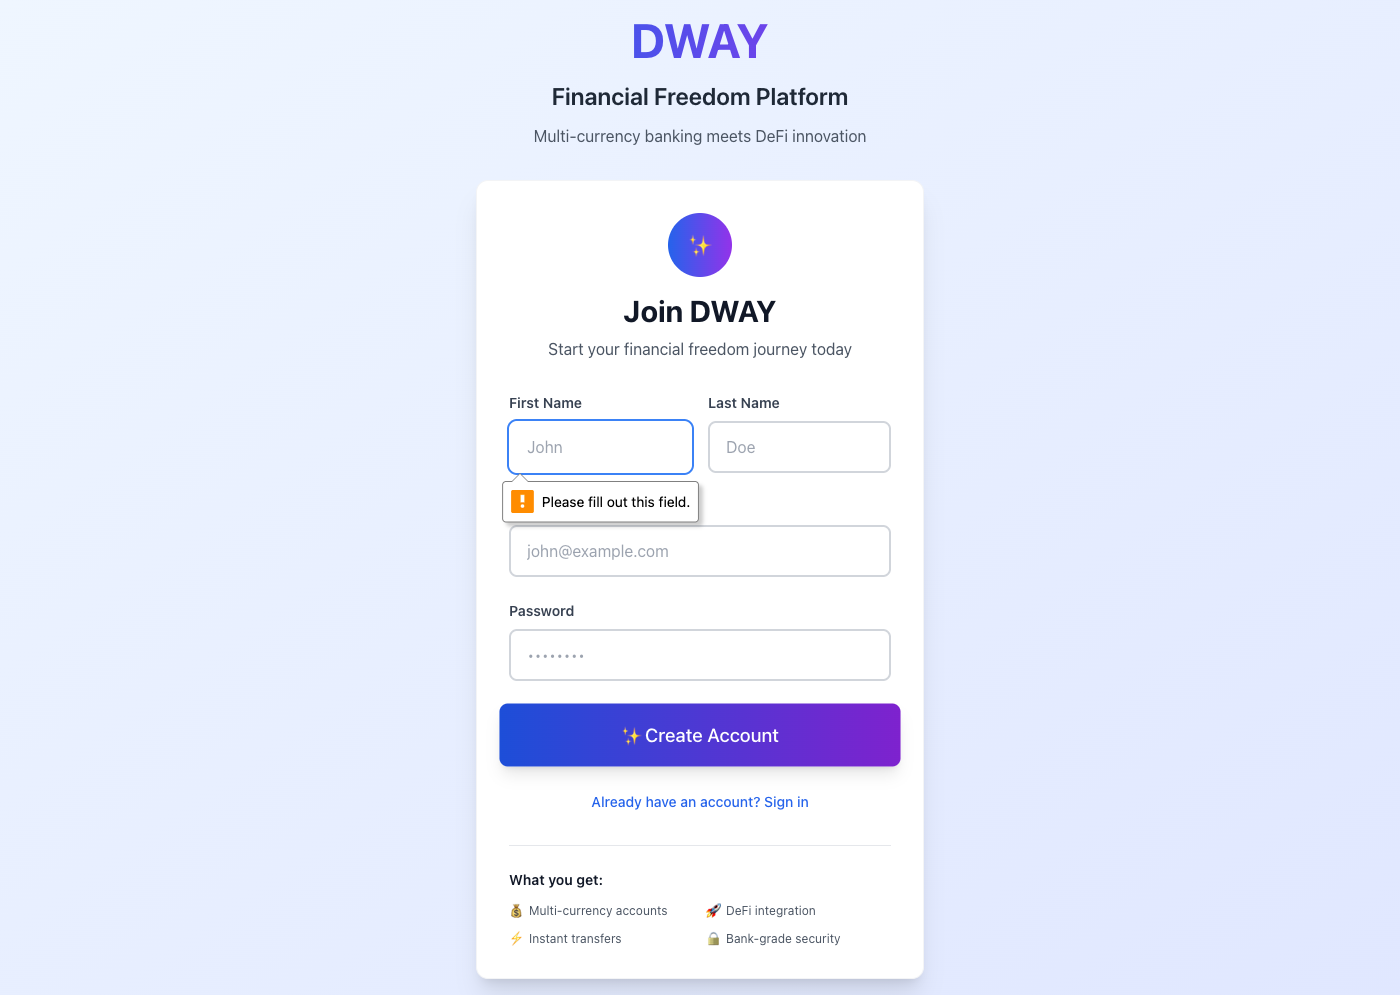 DWAY
Financial Freedom Platform
Multi-currency banking meets DeFi innovation
Join DWAY
Start your financial freedom journey today
First Name
Last Name
John
Doe
Please fill out this field.
john@example.com
Password
••••••••
✨ Create Account
Already have an account? Sign in
What you get:
💰 Multi-currency accounts
🚀 DeFi integration
⚡ Instant transfers
🔒 Bank-grade security